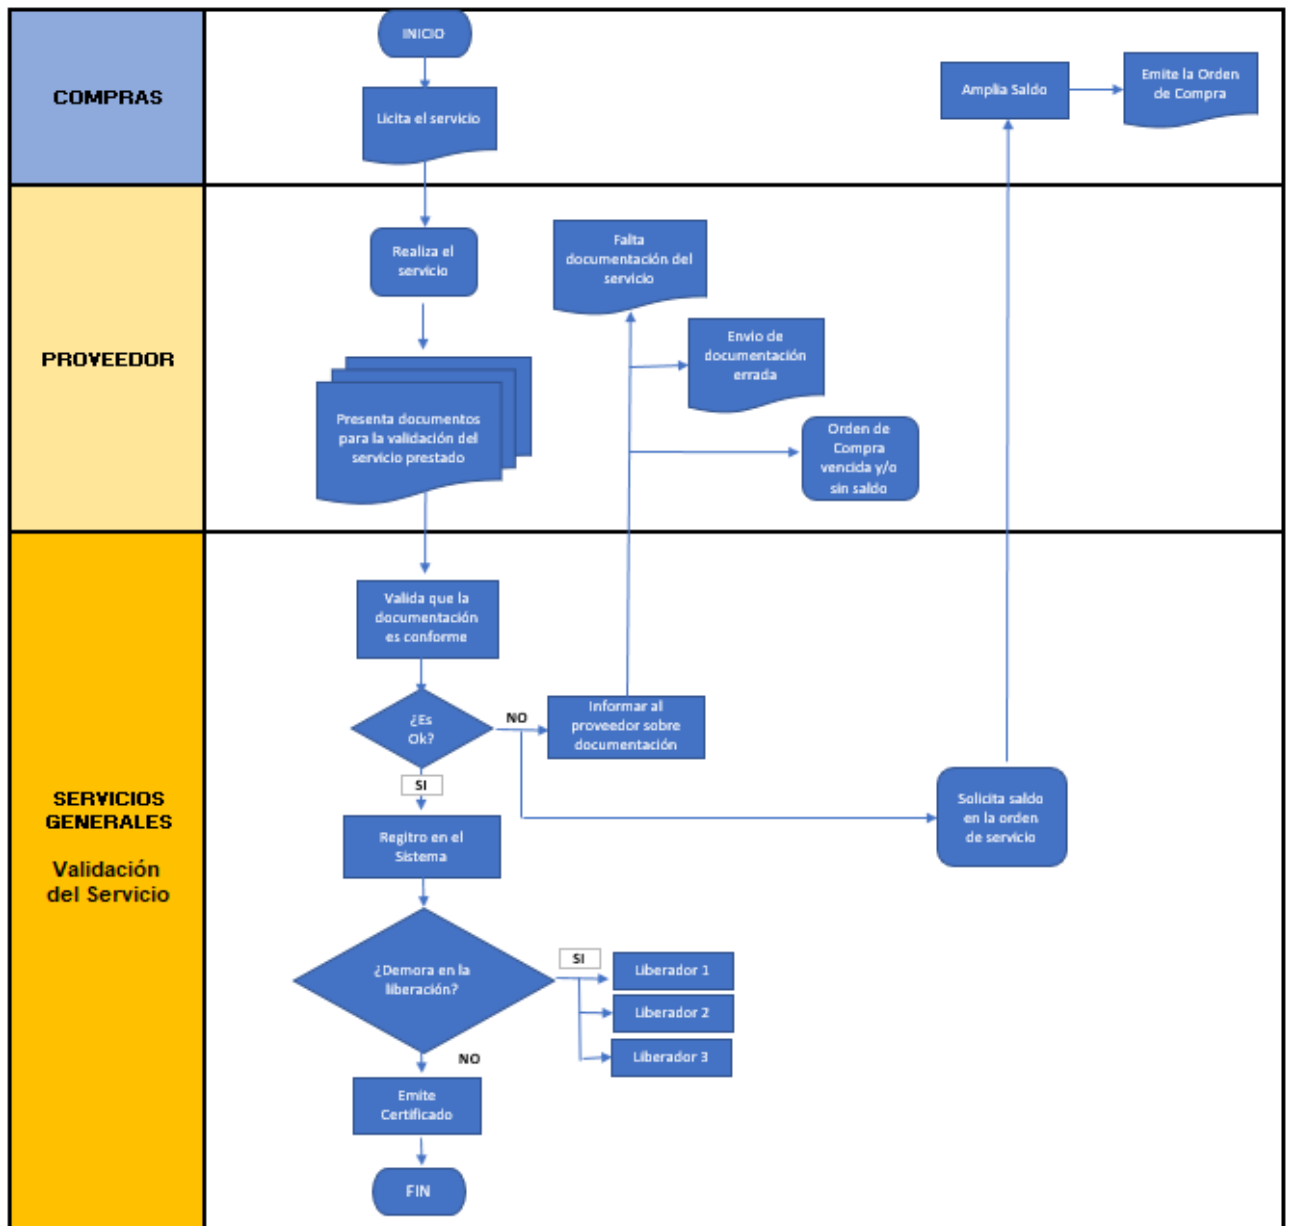 COMPRAS
INICIO
Licita el servicio
Amplia Saldo
Emite la Orden
de Compra
PROVEEDOR
Realiza el
servicio
Presenta documentos
para la validación del
servicio prestado
Falta
documentación del
servicio
Envio de
documentación
errada
Orden de
Compra
vencida y/o
sin saldo
SERVICIOS
GENERALES
Validación
del Servicio
Valida que la
documentación
es conforme
¿Es
Ok?
NO
Informar al
proveedor sobre
documentación
SI
Solicita saldo
en la orden
de servicio
Regitro en el
Sistema
¿Demora en la
liberación?
SI
Liberador 1
Liberador 2
Liberador 3
NO
Emite
Certificado
FIN